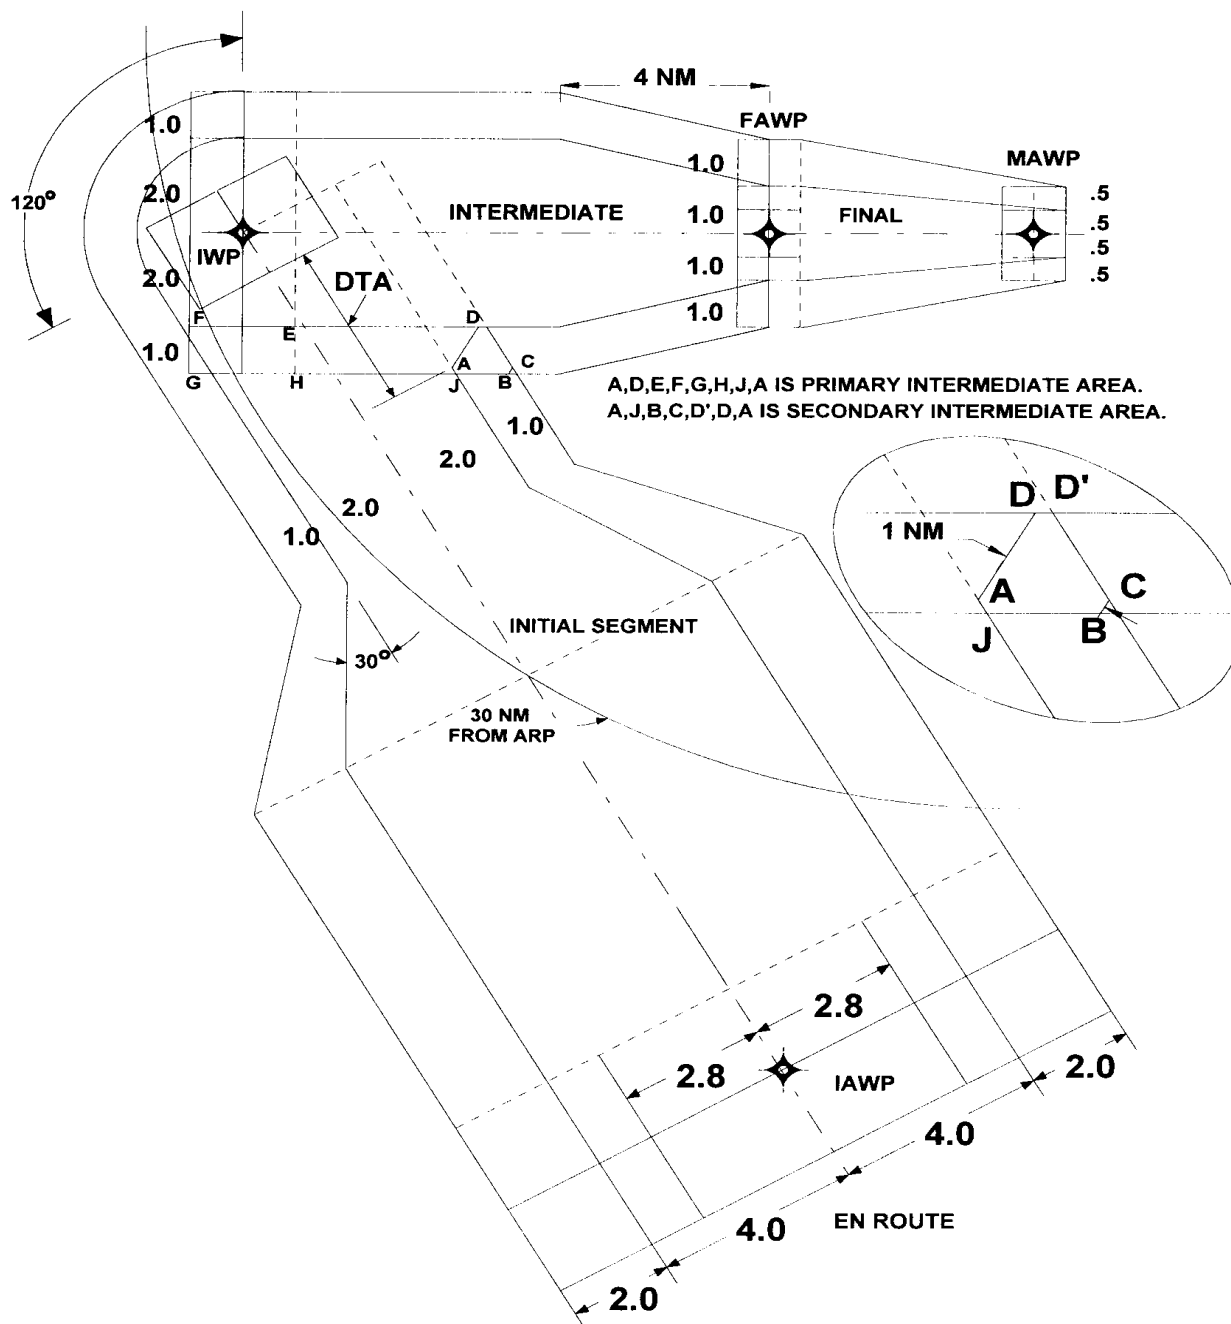 4 NM
FAWP
MAWP
1.0
1.0
120°
2.0
INTERMEDIATE
1.0
FINAL
.5
.5
.5
.5
IWP
2.0
DTA
1.0
1.0
F
E
D
1.0
G
H
A
J
B
C
A,D,E,F,G,H,J,A IS PRIMARY INTERMEDIATE AREA.
A,J,B,C,D',D,A IS SECONDARY INTERMEDIATE AREA.
1.0
2.0
2.0
1.0
D
D'
1 NM
A
C
J
B
INITIAL SEGMENT
30°
30 NM
FROM ARP
2.8
2.8
IAWP
2.0
4.0
4.0
EN ROUTE
2.0